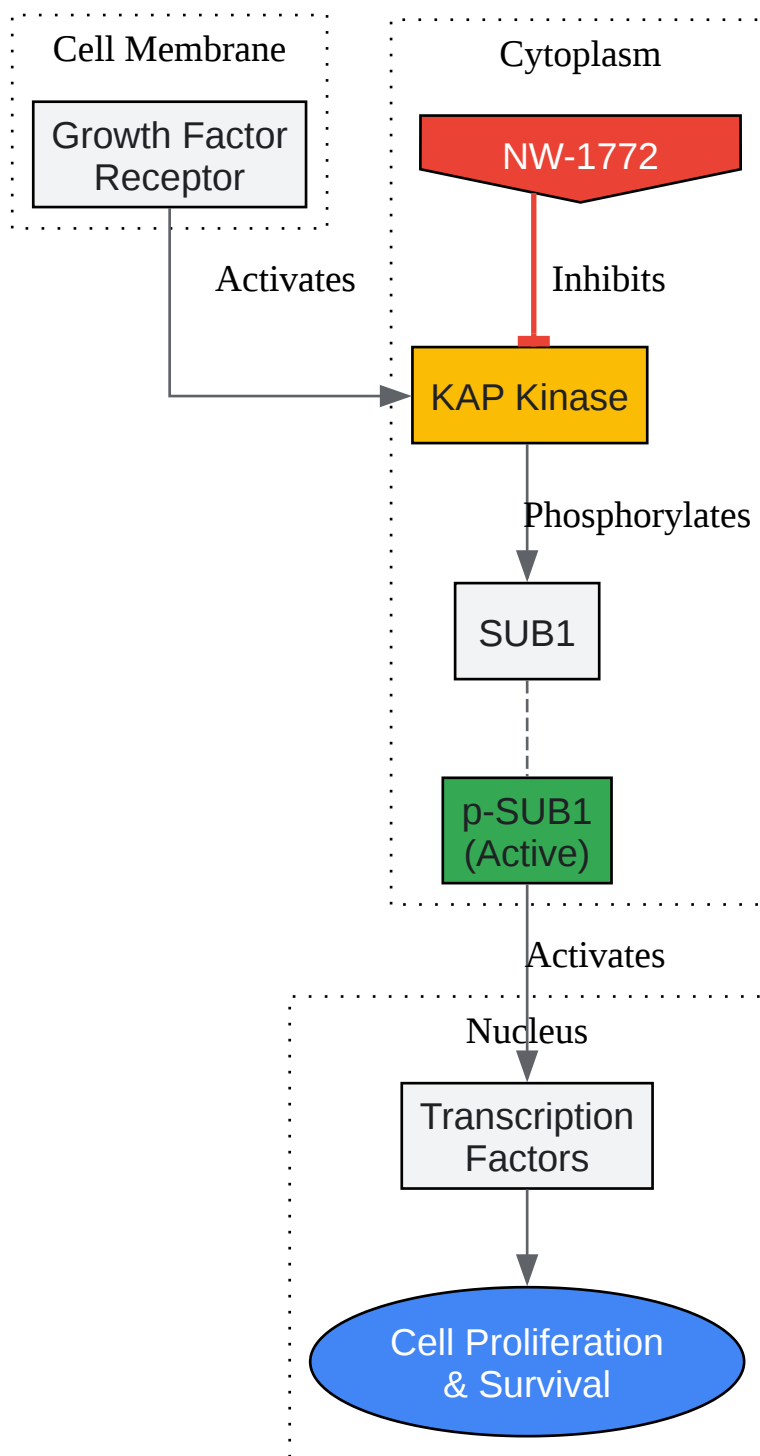 Cell Membrane
Growth Factor
Receptor
Activates
Cytoplasm
NW-1772
Inhibits
KAP Kinase
Phosphorylates
SUB1
p-SUB1
(Active)
Activates
Nucleus
Transcription
Factors
Cell Proliferation
& Survival